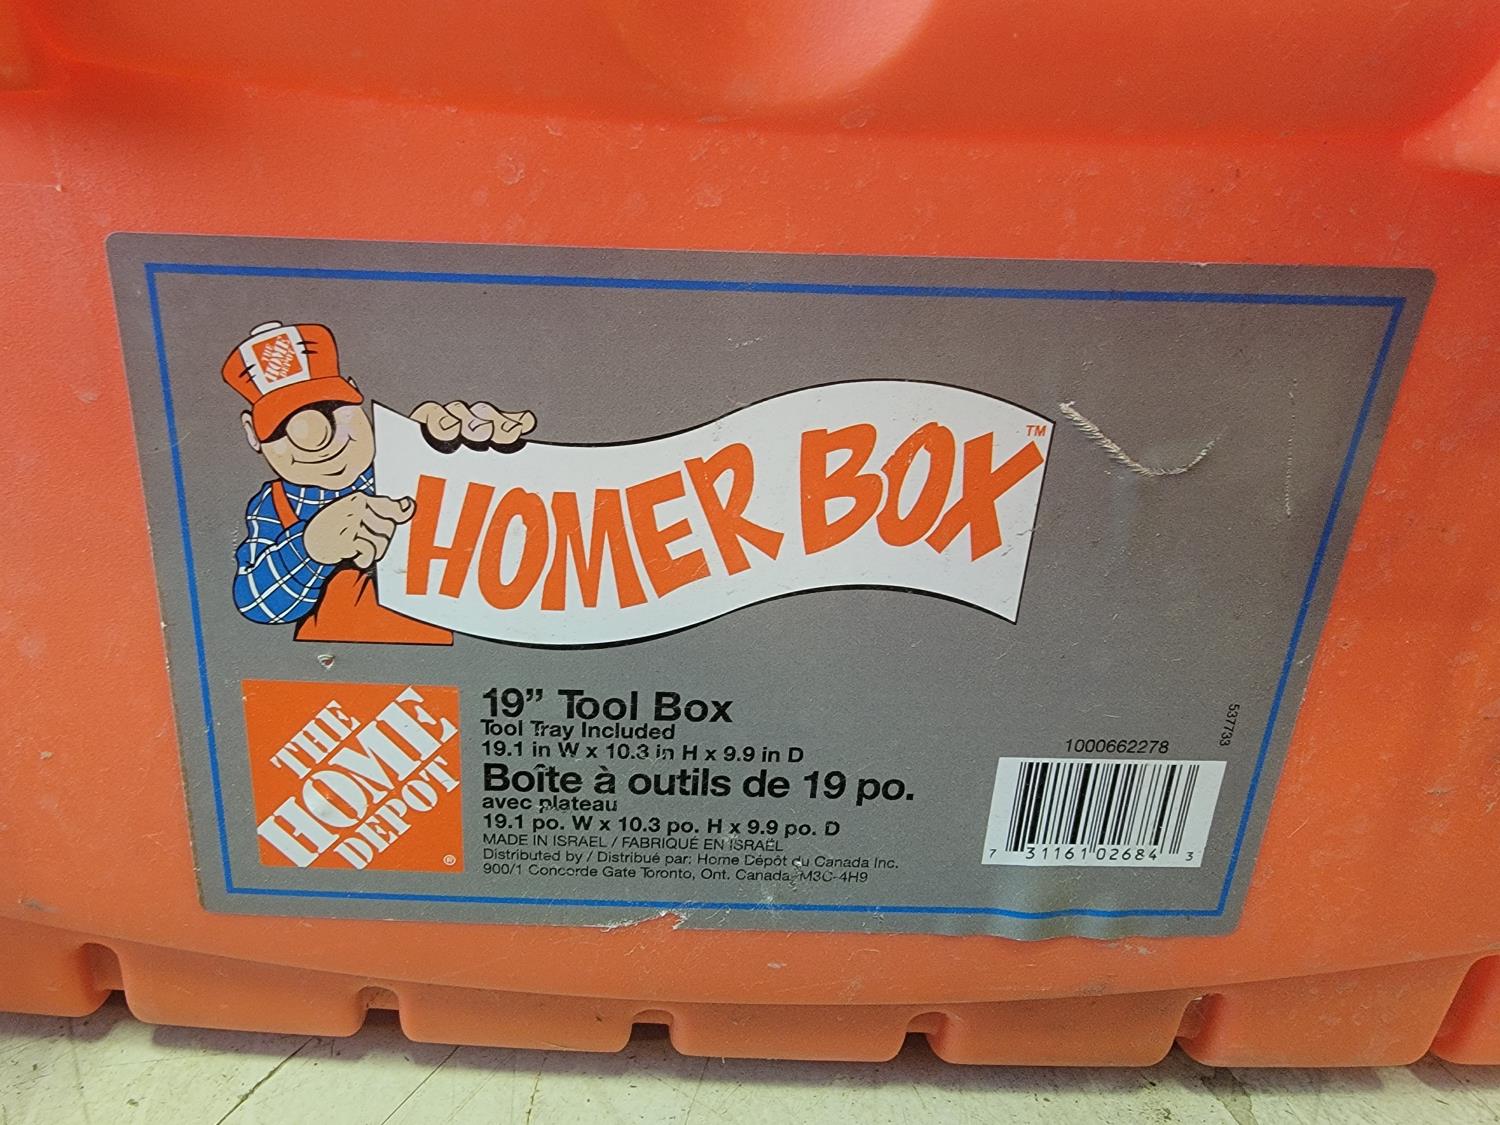 THE
HOME
DEPOT
HOMER BOX™
THE
HOME
DEPOT®
19” Tool Box
Tool Tray Included
19.1 in W x 10.3 in H x 9.9 in D
Boîte à outils de 19 po.
avec plateau
19.1 po. W x 10.3 po. H x 9.9 po. D
MADE IN ISRAEL / FABRIQUÉ EN ISRAËL
Distributed by / Distribué par: Home Dépôt du Canada Inc.
900/1 Concorde Gate Toronto, Ont. Canada, M3C-4H9
537733
1000662278
7 31161 02684 3